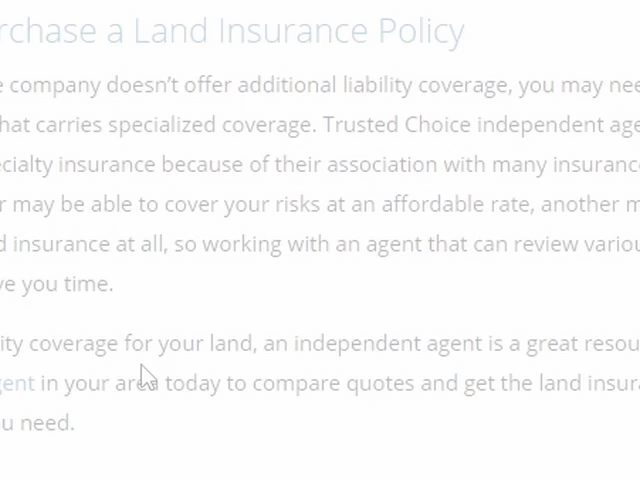 rchase a Land Insurance Policy
e company doesn't offer additional liability coverage, you may nee
hat carries specialized coverage. Trusted Choice independent age
ecialty insurance because of their association with many insuranc
r may be able to cover your risks at an affordable rate, another m
d insurance at all, so working with an agent that can review variou
ve you time.
ity coverage for your land, an independent agent is a great resou
gent in your area today to compare quotes and get the land insura
u need.